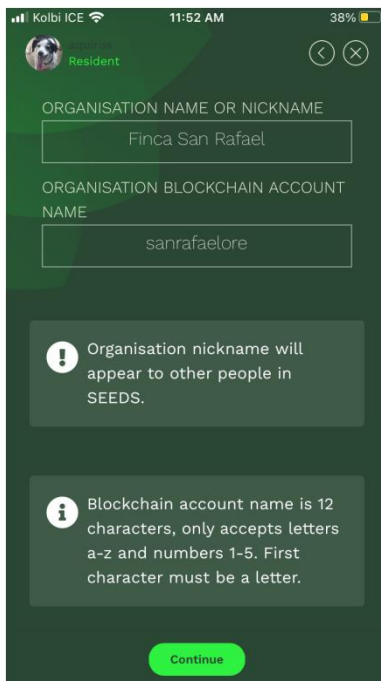 Kolbi ICE 11:52 AM 38%
Resident
ORGANISATION NAME OR NICKNAME
Finca San Rafael
ORGANISATION BLOCKCHAIN ACCOUNT
NAME
sanrafaelore
Organisation nickname will
appear to other people in
SEEDS.
Blockchain account name is 12
characters, only accepts letters
a-z and numbers 1-5. First
character must be a letter.
Continue